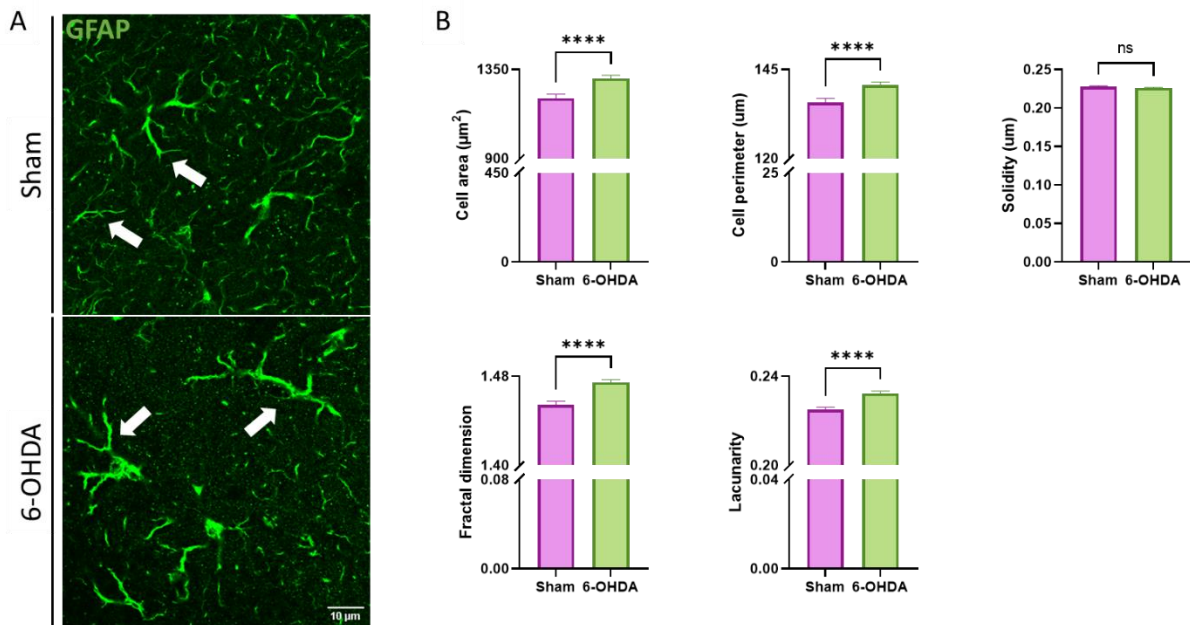 A
GFAP
Sham
6-OHDA
10 µm
B
****
1350
900
450
0
Cell area (µm²)
Sham 6-OHDA
****
145
120
25
0
Cell perimeter (um)
Sham 6-OHDA
ns
0.25
0.20
0.15
0.10
0.05
0.00
Solidity (um)
Sham 6-OHDA
****
1.48
1.40
0.08
0.00
Fractal dimension
Sham 6-OHDA
****
0.24
0.20
0.04
0.00
Lacunarity
Sham 6-OHDA